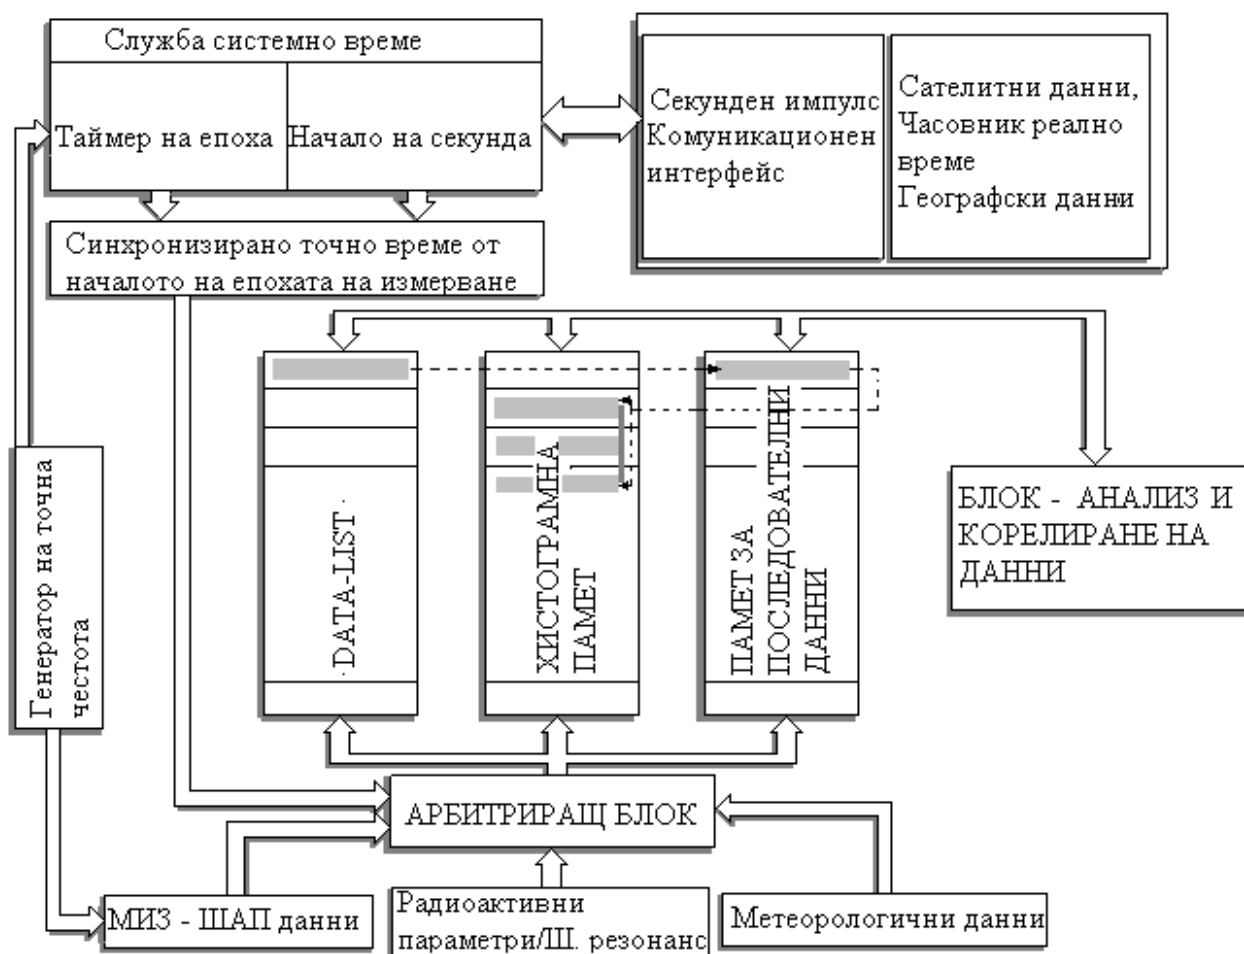 Служба системно време
Таймер на епоха
Начало на секунда
Секунден импулс
Комуникационен
интерфейс
Сателитни данни,
Часовник реално
време
Географски данни
Синхронизирано точно време от
началото на епохата на измерване
Генератор на точна
честота
.DATA-LIST .
ХИСТОГРАМНА
ПАМЕТ
ПАМЕТ ЗА
ПОСЛЕДОВАТЕЛНИ
ДАННИ
БЛОК - АНАЛИЗ И
КОРЕЛИРАНЕ НА
ДАННИ
АРБИТРИРАЩ БЛОК
МИЗ - ШАП данни
Радиоактивни
параметри/Ш. резонанс
Метеорологични данни